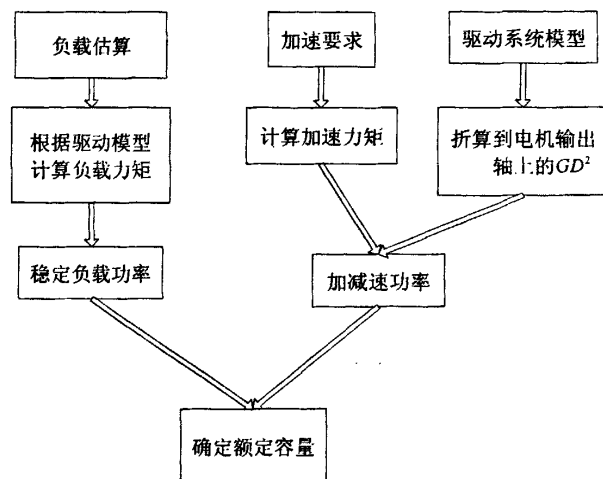 负载估算
加速要求
驱动系统模型
根据驱动模型
计算负载力矩
计算加速力矩
折算到电机输出
轴上的GD²
稳定负载功率
加减速功率
确定额定容量